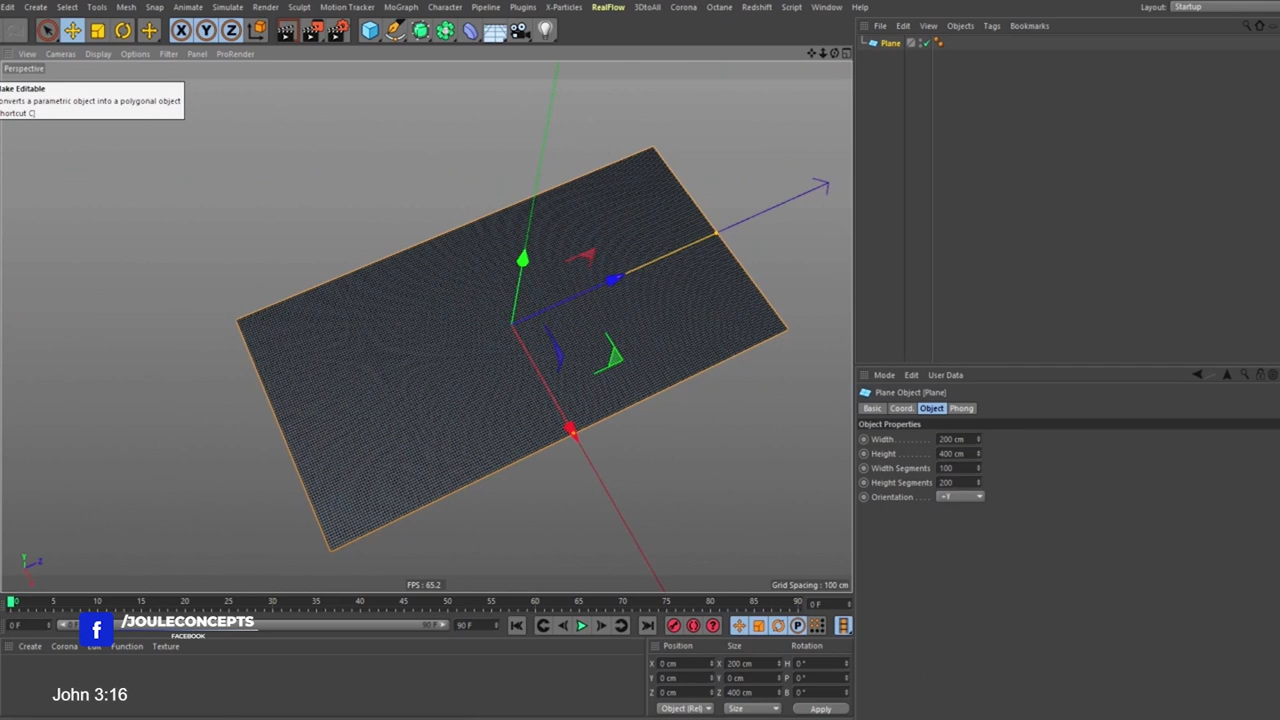 Edit Create Select Tools Mesh Snap Animate Simulate Render Sculpt Motion Tracker MoGraph Character Pipeline Plugins X-Particles RealFlow 3DtoAll Corona Octane Redshift Script Window Help Layout: Startup
View Cameras Display Options Filter Panel ProRender
File Edit View Objects Tags Bookmarks
Perspective
Plane
ake Editable
onverts a parametric object into a polygonal object
hortcut C
X Y Z
Mode Edit User Data
Plane Object [Plane]
Basic Coord. Object Phong
Object Properties
Width 200 cm
Height 400 cm
Width Segments 100
Height Segments 200
Orientation +Y
Y Z
FPS : 65.2 Grid Spacing : 100 cm
0 5 10 15 20 25 30 35 40 45 50 55 60 65 70 75 80 85 90 0 F
0 F 90 F 90 F P
f /JOULECONCEPTS
FACEBOOK
Create Corona Edit Function Texture
Position Size Rotation
X 0 cm X 200 cm H 0 °
Y 0 cm Y 0 cm P 0 °
Z 0 cm Z 400 cm B 0 °
Object (Rel) Size Apply
John 3:16